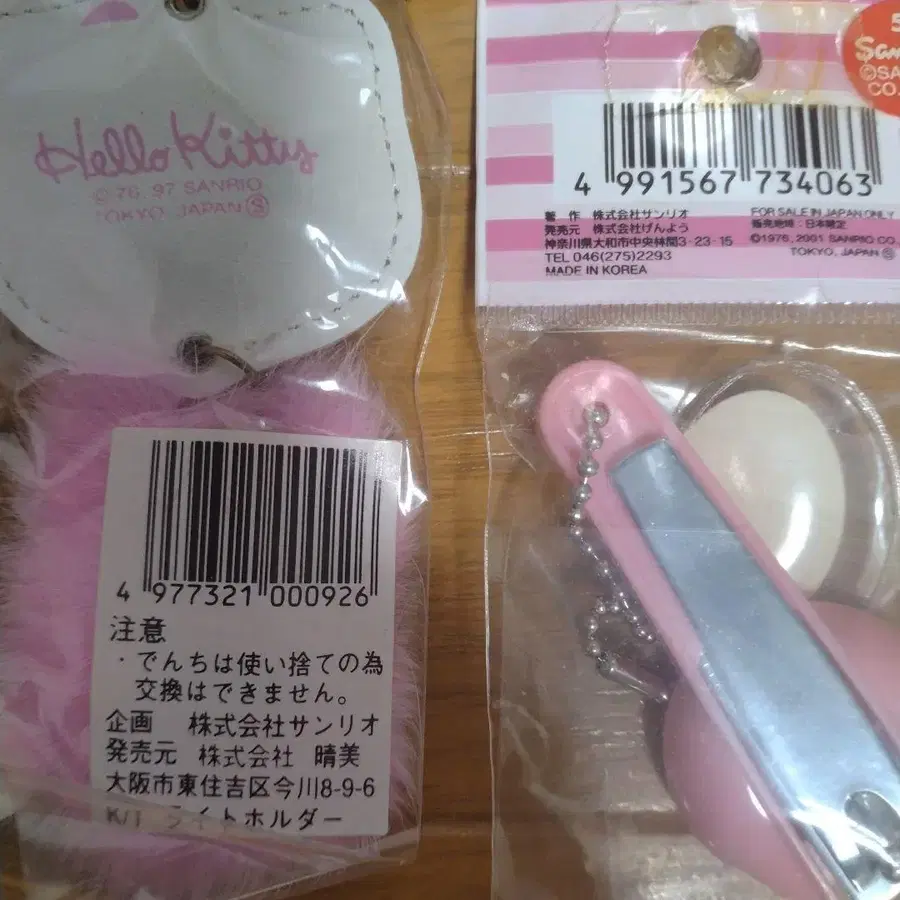 Hello Kitty
©76, 97 SANRIO
TOKYO, JAPAN Ⓢ
4 977321 000926
注意
・でんちは使い捨ての為
交換はできません。
企画 株式会社サンリオ
発売元 株式会社 晴美
大阪市東住吉区今川8-9-6
K/T ライトホルダー
5
©SA
CO.
4 991567 734063
著 作 株式会社サンリオ
発売元 株式会社げんよう
神奈川県大和市中央林間3-23-15
TEL 046(275)2293
MADE IN KOREA
FOR SALE IN JAPAN ONLY
販売地域：日本限定
©1976, 2001 SANRIO CO.
TOKYO, JAPAN Ⓢ